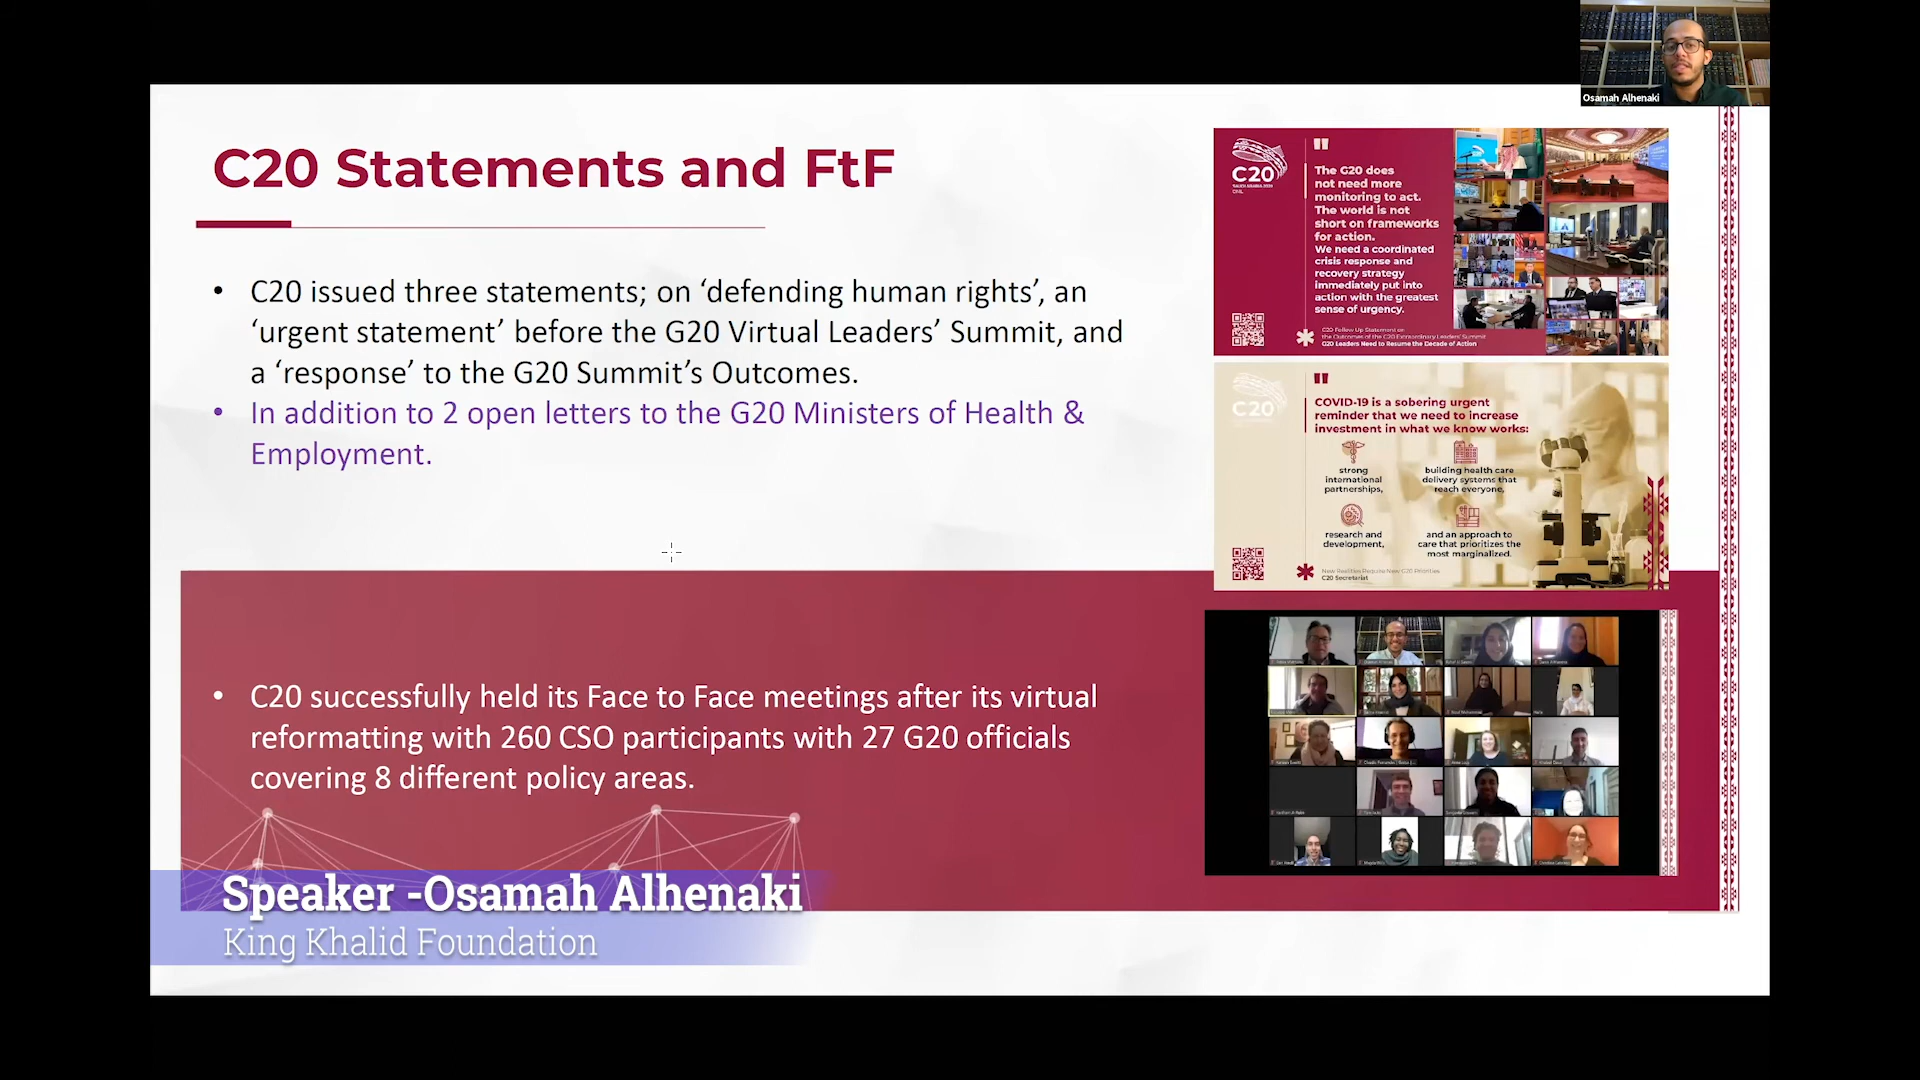 Osamah Alhenaki
C20 Statements and FtF
• C20 issued three statements; on ‘defending human rights’, an
‘urgent statement’ before the G20 Virtual Leaders’ Summit, and
a ‘response’ to the G20 Summit’s Outcomes.
• In addition to 2 open letters to the G20 Ministers of Health &
Employment.
• C20 successfully held its Face to Face meetings after its virtual
reformatting with 260 CSO participants with 27 G20 officials
covering 8 different policy areas.
Speaker -Osamah Alhenaki
King Khalid Foundation
C20
"
The G20 does
not need more
monitoring to act.
The world is not
short on frameworks
for action.
We need a coordinated
crisis response and
recovery strategy
immediately put into
action with the greatest
sense of urgency.
C20 Follow Up Statement on
the Outcomes of the G20 Extraordinary Leaders' Summit
G20 Leaders Need to Resume the Decade of Action
C20
"
COVID-19 is a sobering urgent
reminder that we need to increase
investment in what we know works:
strong
international
partnerships,
building health care
delivery systems that
reach everyone,
research and
development,
and an approach to
care that prioritizes the
most marginalized.
New Realities Require New G20 Priorities
C20 Secretariat